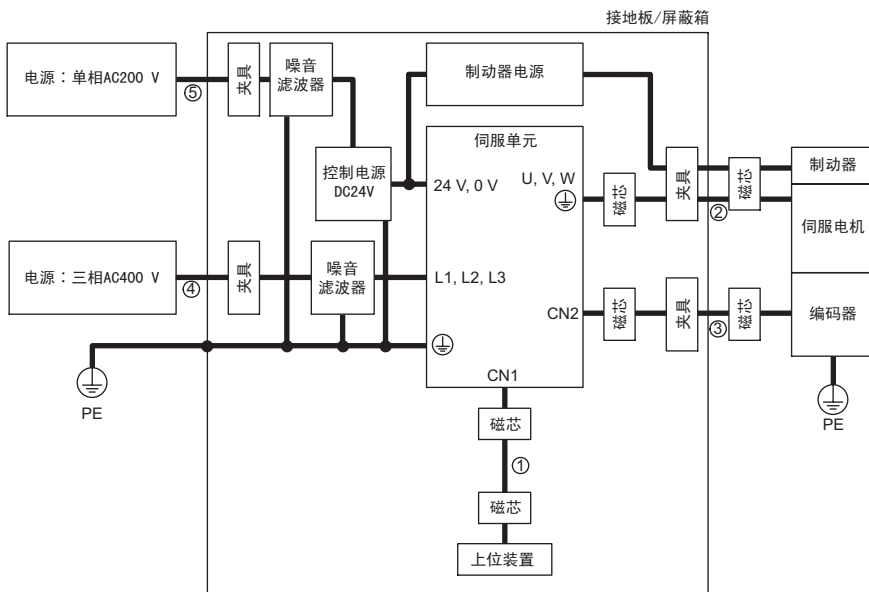 接地板/屏蔽箱
电源：单相AC200 V
⑤
夹具
噪音
滤波器
制动器电源
伺服单元
控制电源
DC24V
24 V, 0 V
U, V, W
磁芯
夹具
②
磁芯
制动器
伺服电机
电源：三相AC400 V
④
夹具
噪音
滤波器
L1, L2, L3
CN2
磁芯
夹具
③
磁芯
编码器
PE
CN1
PE
磁芯
①
磁芯
上位装置